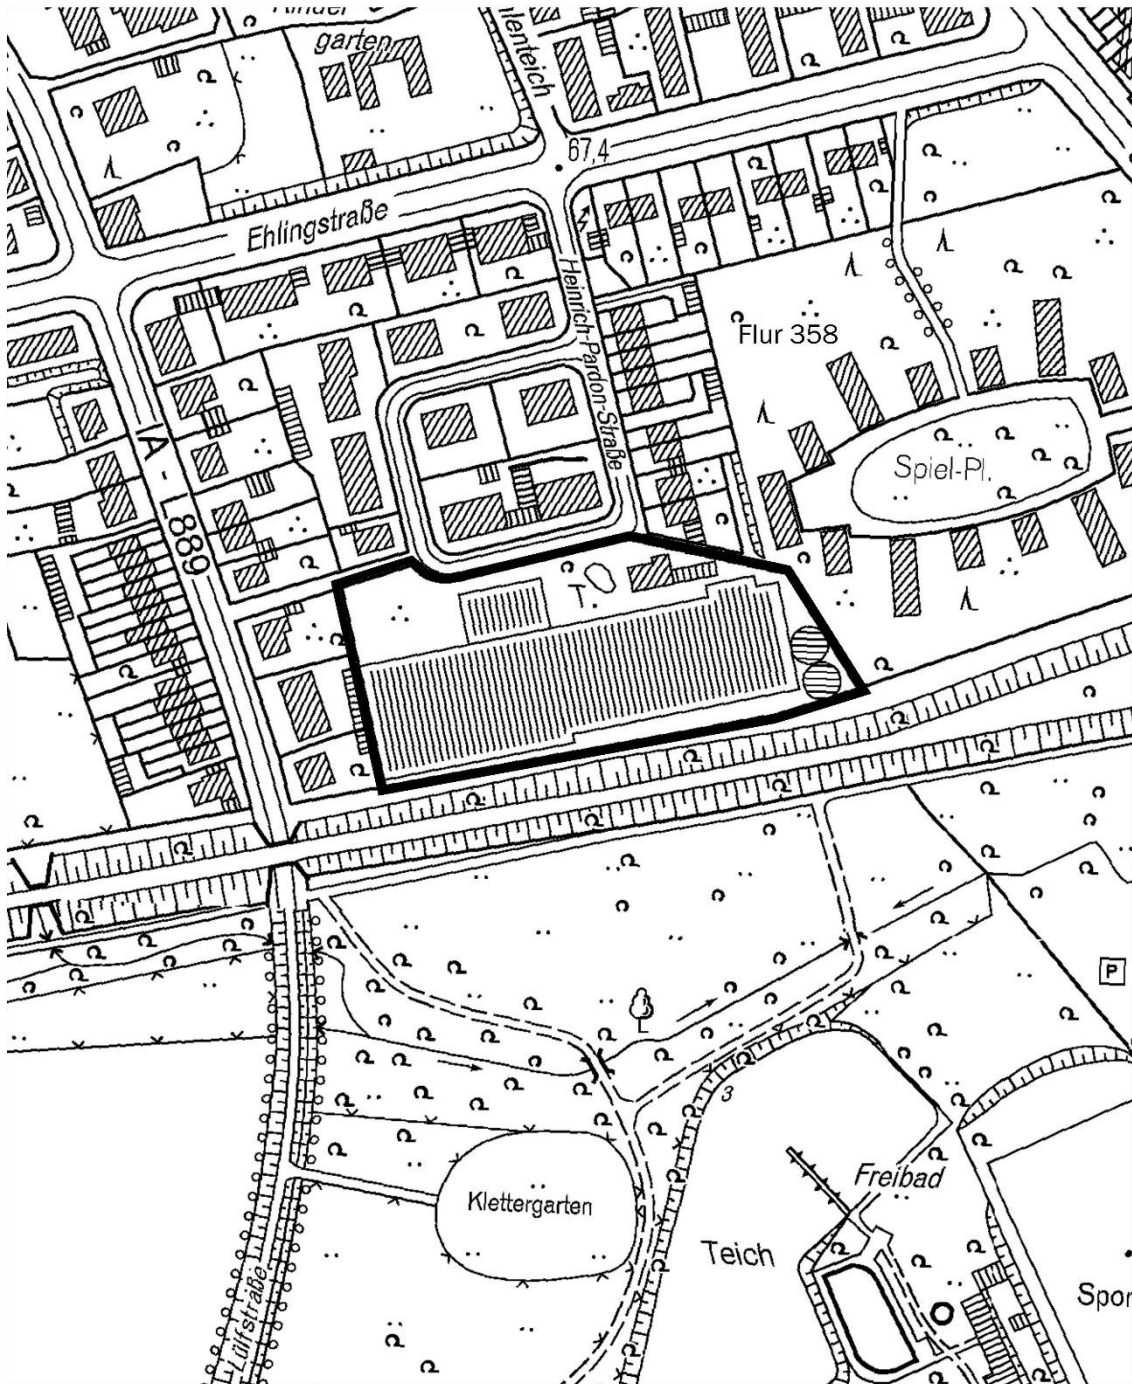 garten
67,4
Ehlingstraße
Heinrich-Pardon-Straße
Flur 358
Spiel-Pl.
889
T.
P
L
3
Freibad
Klettergarten
Teich
Lülfstraße